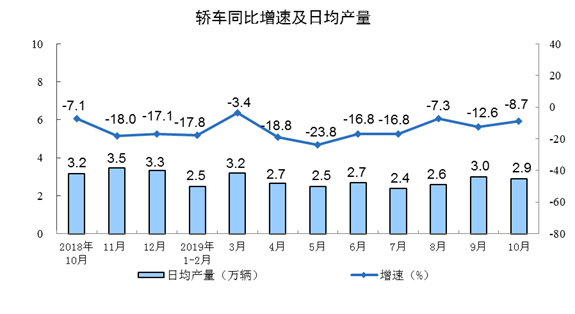 轿车同比增速及日均产量
10
8
6
4
2
0
40
20
0
-20
-40
-60
-80
-7.1
-18.0
-17.1
-17.8
-3.4
-18.8
-23.8
-16.8
-16.8
-7.3
-12.6
-8.7
3.2
3.5
3.3
2.5
3.2
2.7
2.5
2.7
2.4
2.6
3.0
2.9
2018年
10月
11月
12月
2019年
1-2月
3月
4月
5月
6月
7月
8月
9月
10月
日均产量（万辆）
增速（%）